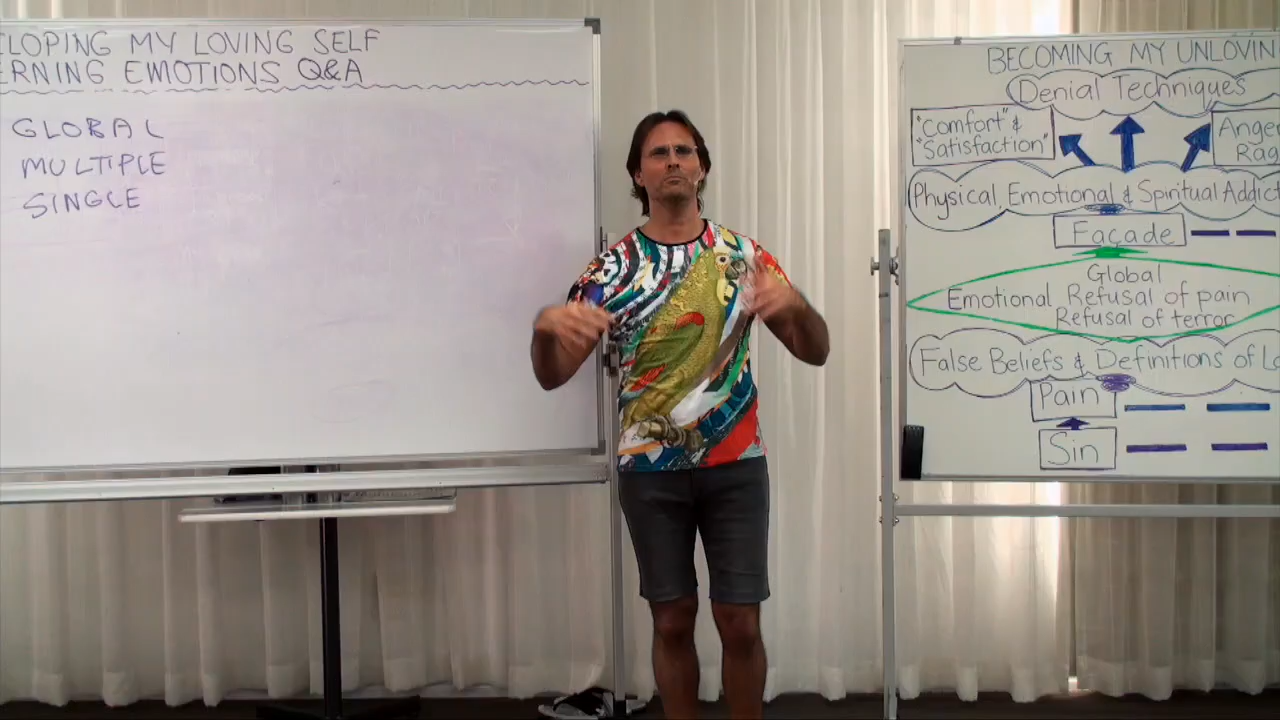 LOPING MY LOVING SELF
ERNING EMOTIONS Q&A
GLOBAL
MULTIPLE
SINGLE
BECOMING MY UNLOVIN
Denial Techniques
"Comfort" &
"Satisfaction"
Ange
Rag
Physical, Emotional & Spiritual Addict
Façade
Global
Emotional Refusal of pain
Refusal of terror
False Beliefs & Definitions of Lo
Pain
Sin